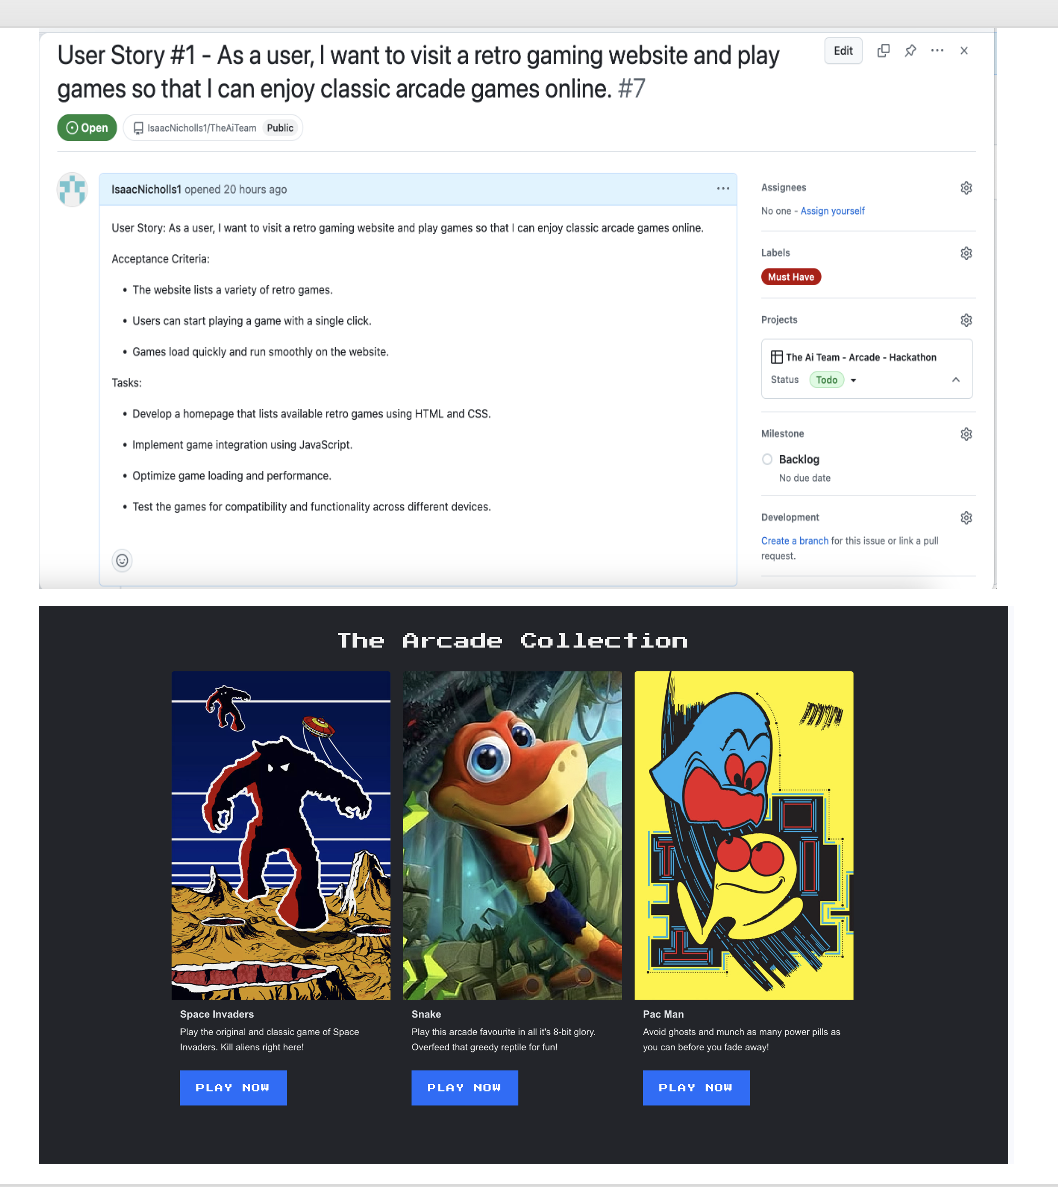 User Story #1 - As a user, I want to visit a retro gaming website and play
games so that I can enjoy classic arcade games online. #7
Edit
Open
IsaacNicholls1/TheAiTeam
Public
IsaacNicholls1 opened 20 hours ago
User Story: As a user, I want to visit a retro gaming website and play games so that I can enjoy classic arcade games online.
Acceptance Criteria:
• The website lists a variety of retro games.
• Users can start playing a game with a single click.
• Games load quickly and run smoothly on the website.
Tasks:
• Develop a homepage that lists available retro games using HTML and CSS.
• Implement game integration using JavaScript.
• Optimize game loading and performance.
• Test the games for compatibility and functionality across different devices.
Assignees
No one - Assign yourself
Labels
Must Have
Projects
The Ai Team - Arcade - Hackathon
Status
Todo
Milestone
Backlog
No due date
Development
Create a branch for this issue or link a pull
request.
The Arcade Collection
Space Invaders
Play the original and classic game of Space
Invaders. Kill aliens right here!
PLAY NOW
Snake
Play this arcade favourite in all it's 8-bit glory.
Overfeed that greedy reptile for fun!
PLAY NOW
Pac Man
Avoid ghosts and munch as many power pills as
you can before you fade away!
PLAY NOW